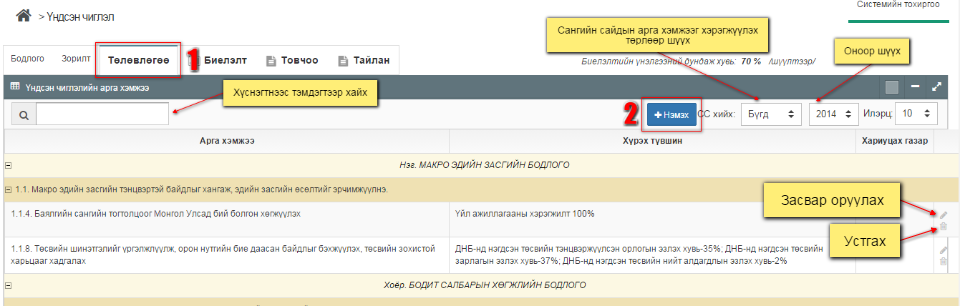 Системийн тохиргоо
> Үндсэн чиглэл
Сангийн сайдын арга хэмжээг хэрэгжүүлэх
төрлөөр шүүх
Оноор шүүх
Бодлого Зорилт Төлөвлөгөө 1 Биелэлт Товчоо Тайлан
Биелэлтийн үнэлгээний бундаж хувь: 70 % /шүүлтээр/
Үндсэн чиглэлийн арга хэмжээ
Хүснэгтнээс тэмдэгтээр хайх
2 + Нэмэх СС хийх: Бүгд 2014 Илэрц: 10
Арга хэмжээ Хүрэх түвшин Хариуцах газар
Нэг. МАКРО ЭДИЙН ЗАСГИЙН БОДЛОГО
1.1. Макро эдийн засгийн тэнцвэртэй байдлыг хангаж, эдийн засгийн өсөлтийг эрчимжүүлнэ.
Засвар оруулах
1.1.4. Баялгийн сангийн тогтолцоог Монгол Улсад бий болгон хөгжүүлэх Үйл ажиллагааны хэрэгжилт 100%
Устгах
1.1.8. Төсвийн шинэтгэлийг үргэлжлүүлж, орон нутгийн бие даасан байдлыг бэхжүүлэх, төсвийн зохистой ДНБ-нд нэгдсэн төсвийн тэнцвэржүүлсэн орлогын эзлэх хувь-35%; ДНБ-нд нэгдсэн төсвийн
харьцааг хадгалах зарлагын эзлэх хувь-37%; ДНБ-нд нэгдсэн төсвийн нийт алдагдлын эзлэх хувь-2%
Хоёр. БОДИТ САЛБАРЫН ХӨГЖЛИЙН БОДЛОГО